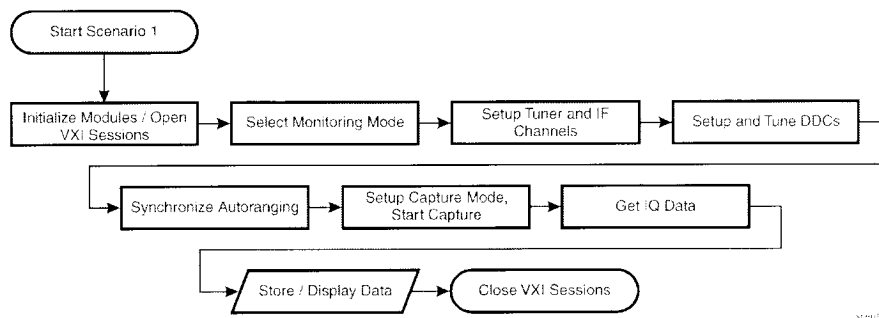 Start Scenario 1
Initialize Modules / Open
VXI Sessions
Select Monitoring Mode
Setup Tuner and IF
Channels
Setup and Tune DDCs
Synchronize Autoranging
Setup Capture Mode,
Start Capture
Get IQ Data
Store / Display Data
Close VXI Sessions